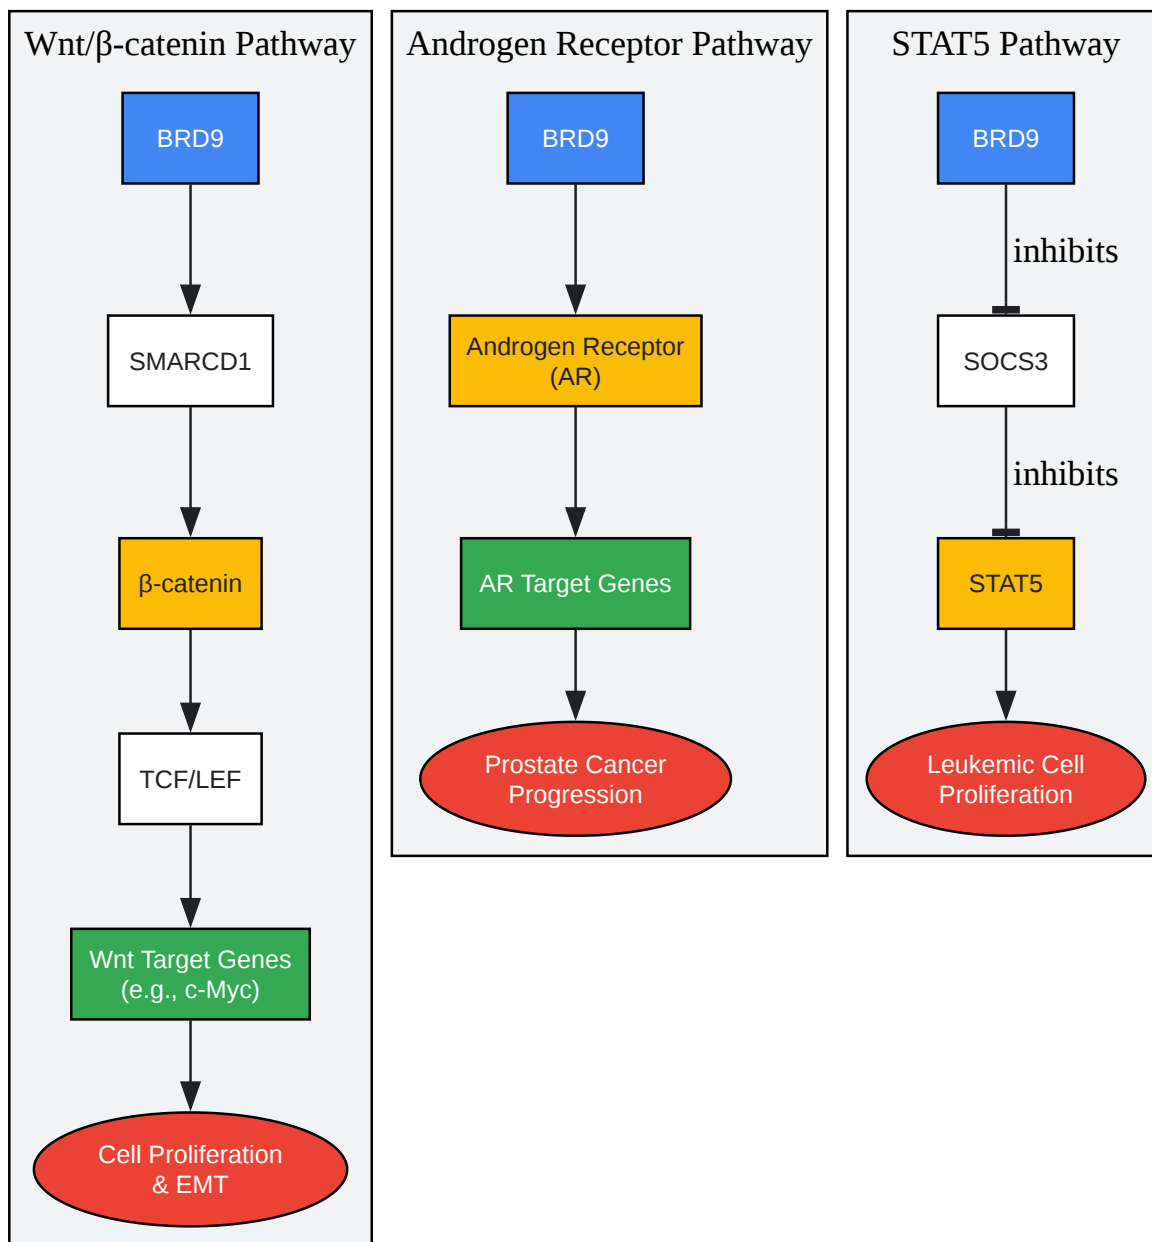 Wnt/β-catenin Pathway
BRD9
SMARCD1
β-catenin
TCF/LEF
Wnt Target Genes
(e.g., c-Myc)
Cell Proliferation
& EMT
Androgen Receptor Pathway
BRD9
Androgen Receptor
(AR)
AR Target Genes
Prostate Cancer
Progression
STAT5 Pathway
BRD9
inhibits
SOCS3
inhibits
STAT5
Leukemic Cell
Proliferation